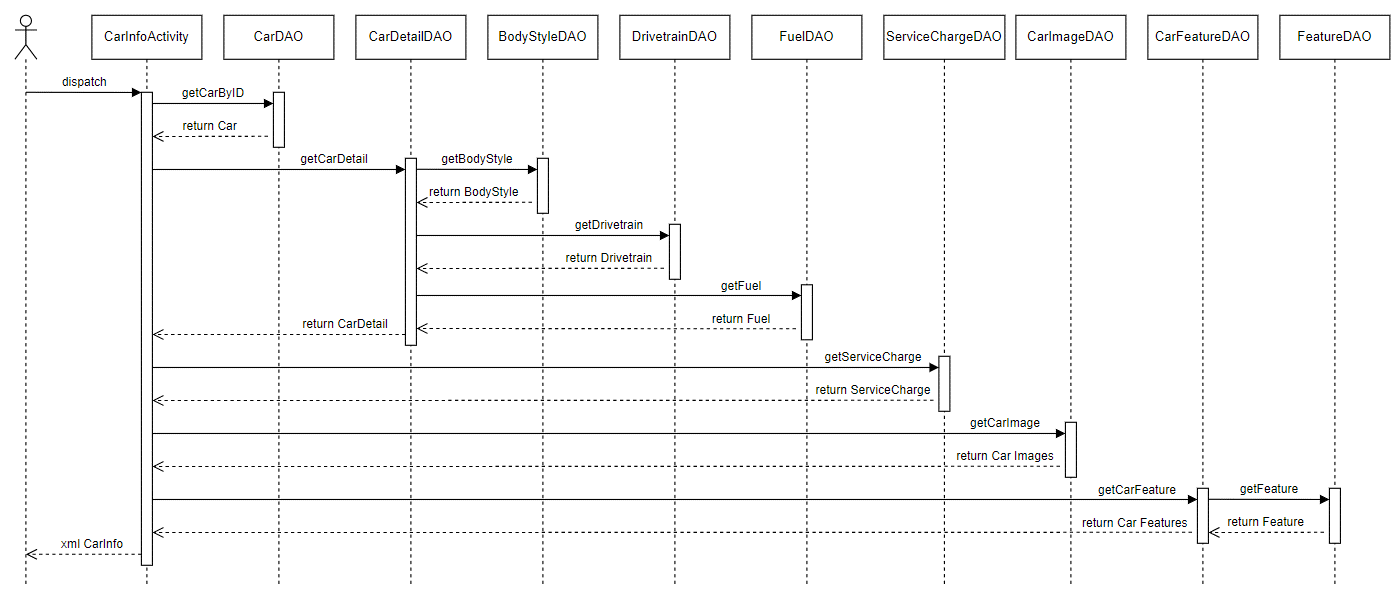 CarInfoActivity
CarDAO
CarDetailDAO
BodyStyleDAO
DrivetrainDAO
FuelDAO
ServiceChargeDAO
CarImageDAO
CarFeatureDAO
FeatureDAO
dispatch
getCarByID
return Car
getCarDetail
getBodyStyle
return BodyStyle
getDrivetrain
return Drivetrain
getFuel
return Fuel
return CarDetail
getServiceCharge
return ServiceCharge
getCarImage
return Car Images
getCarFeature
getFeature
return Car Features
return Feature
xml CarInfo